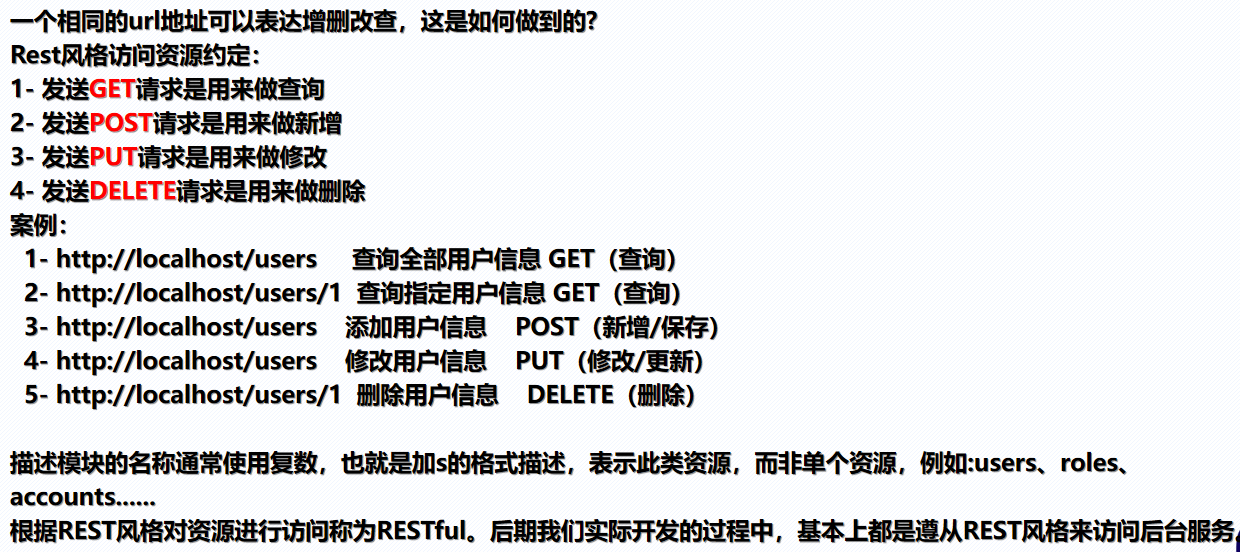 一个相同的url地址可以表达增删改查，这是如何做到的？
Rest风格访问资源约定：
1- 发送GET请求是用来做查询
2- 发送POST请求是用来做新增
3- 发送PUT请求是用来做修改
4- 发送DELETE请求是用来做删除
案例：
1- http://localhost/users 查询全部用户信息 GET（查询）
2- http://localhost/users/1 查询指定用户信息 GET（查询）
3- http://localhost/users 添加用户信息 POST（新增/保存）
4- http://localhost/users 修改用户信息 PUT（修改/更新）
5- http://localhost/users/1 删除用户信息 DELETE（删除）
描述模块的名称通常使用复数，也就是加s的格式描述，表示此类资源，而非单个资源，例如:users、roles、
accounts......
根据REST风格对资源进行访问称为RESTful。后期我们实际开发的过程中，基本上都是遵从REST风格来访问后台服务,